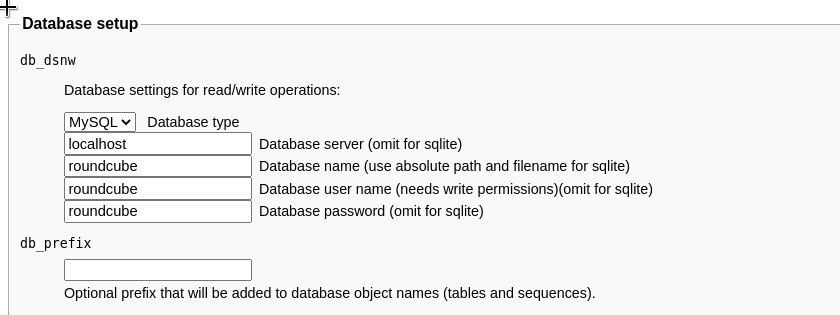 Database setup
db_dsnw
Database settings for read/write operations:
MySQL Database type
localhost Database server (omit for sqlite)
roundcube Database name (use absolute path and filename for sqlite)
roundcube Database user name (needs write permissions)(omit for sqlite)
roundcube Database password (omit for sqlite)
db_prefix
Optional prefix that will be added to database object names (tables and sequences).